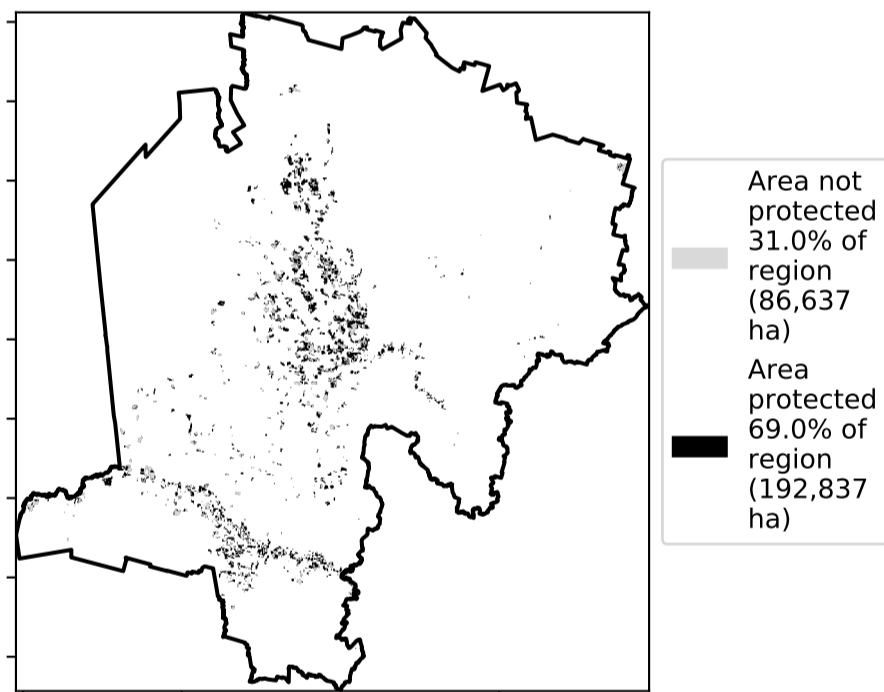 Area not
protected
31.0% of
region
(86,637
ha)
Area
protected
69.0% of
region
(192,837
ha)